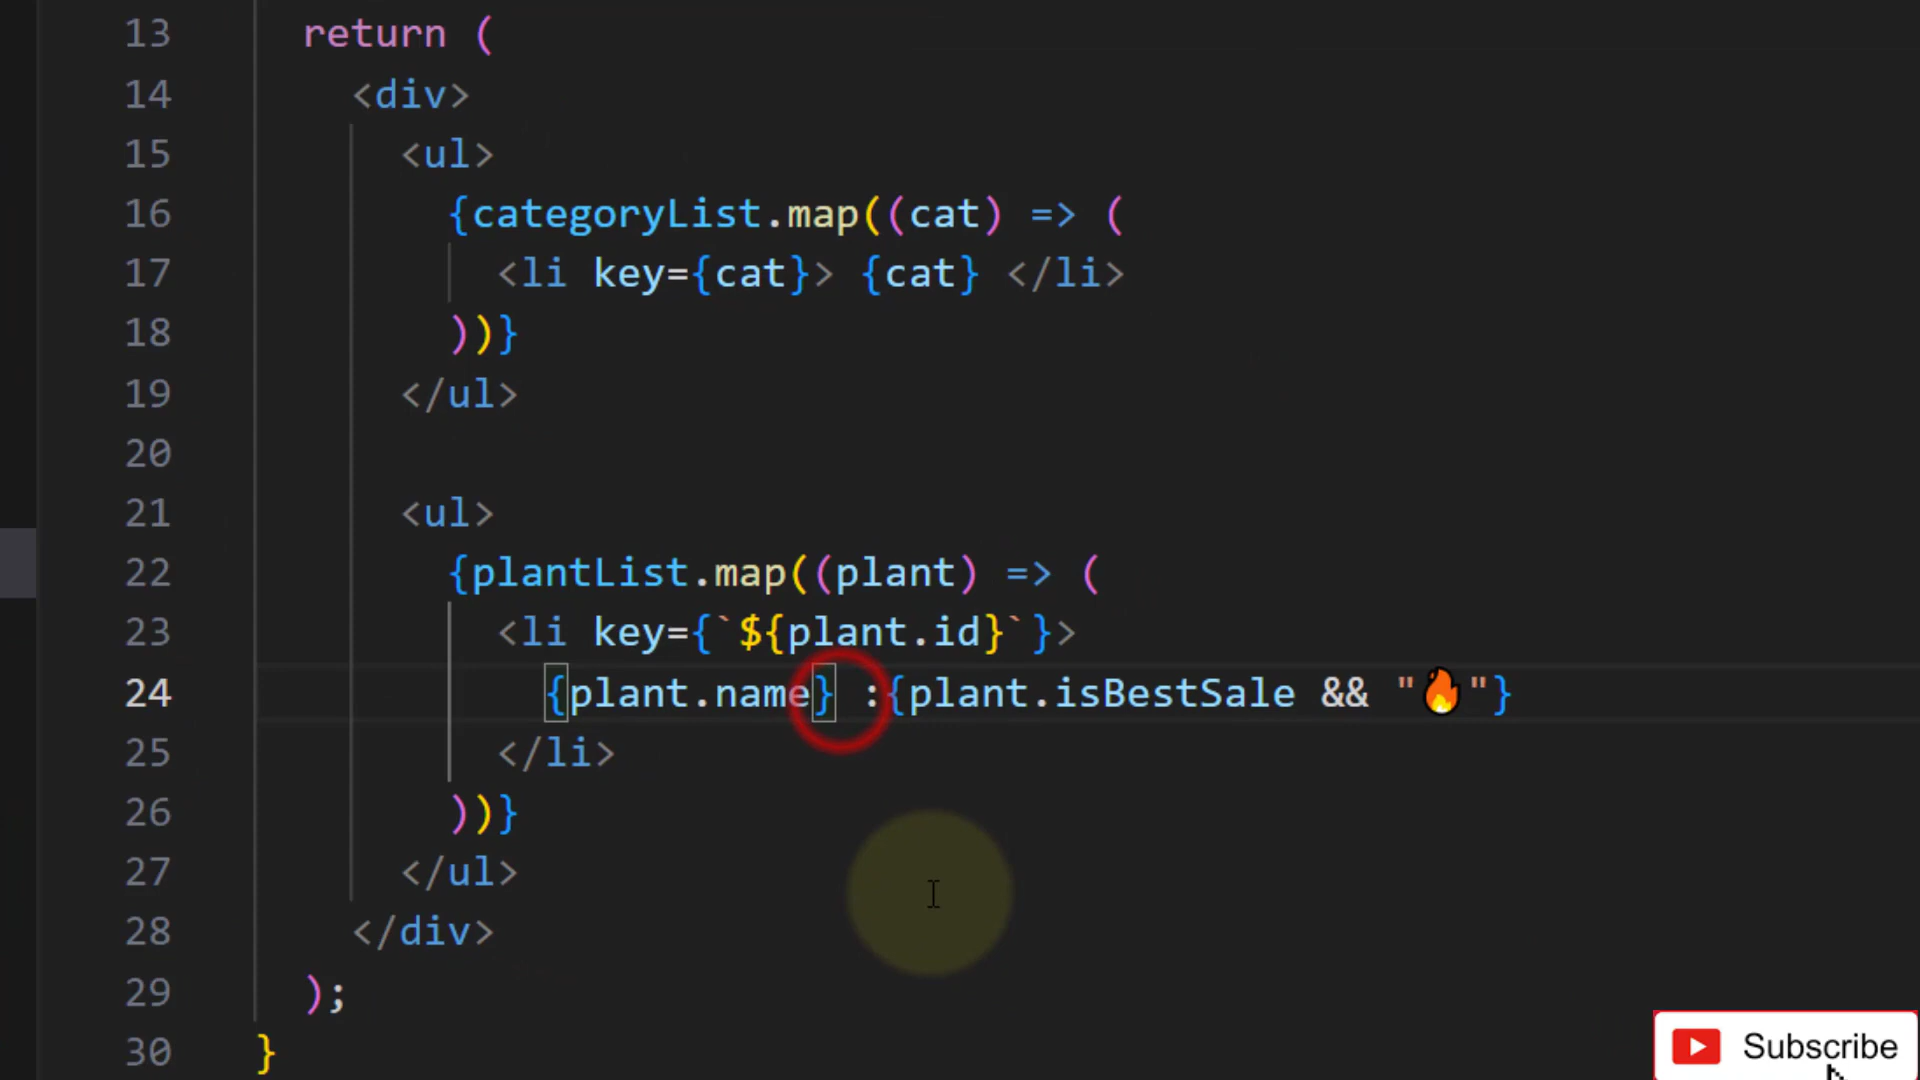 13 return (
14 <div>
15 <ul>
16 {categoryList.map((cat) => (
17 <li key={cat}> {cat} </li>
18 ))}
19 </ul>
20
21 <ul>
22 {plantList.map((plant) => (
23 <li key={`${plant.id}`}>
24 {plant.name} :{plant.isBestSale && "🔥"}
25 </li>
26 ))}
27 </ul>
28 </div>
29 );
30 }
Subscribe